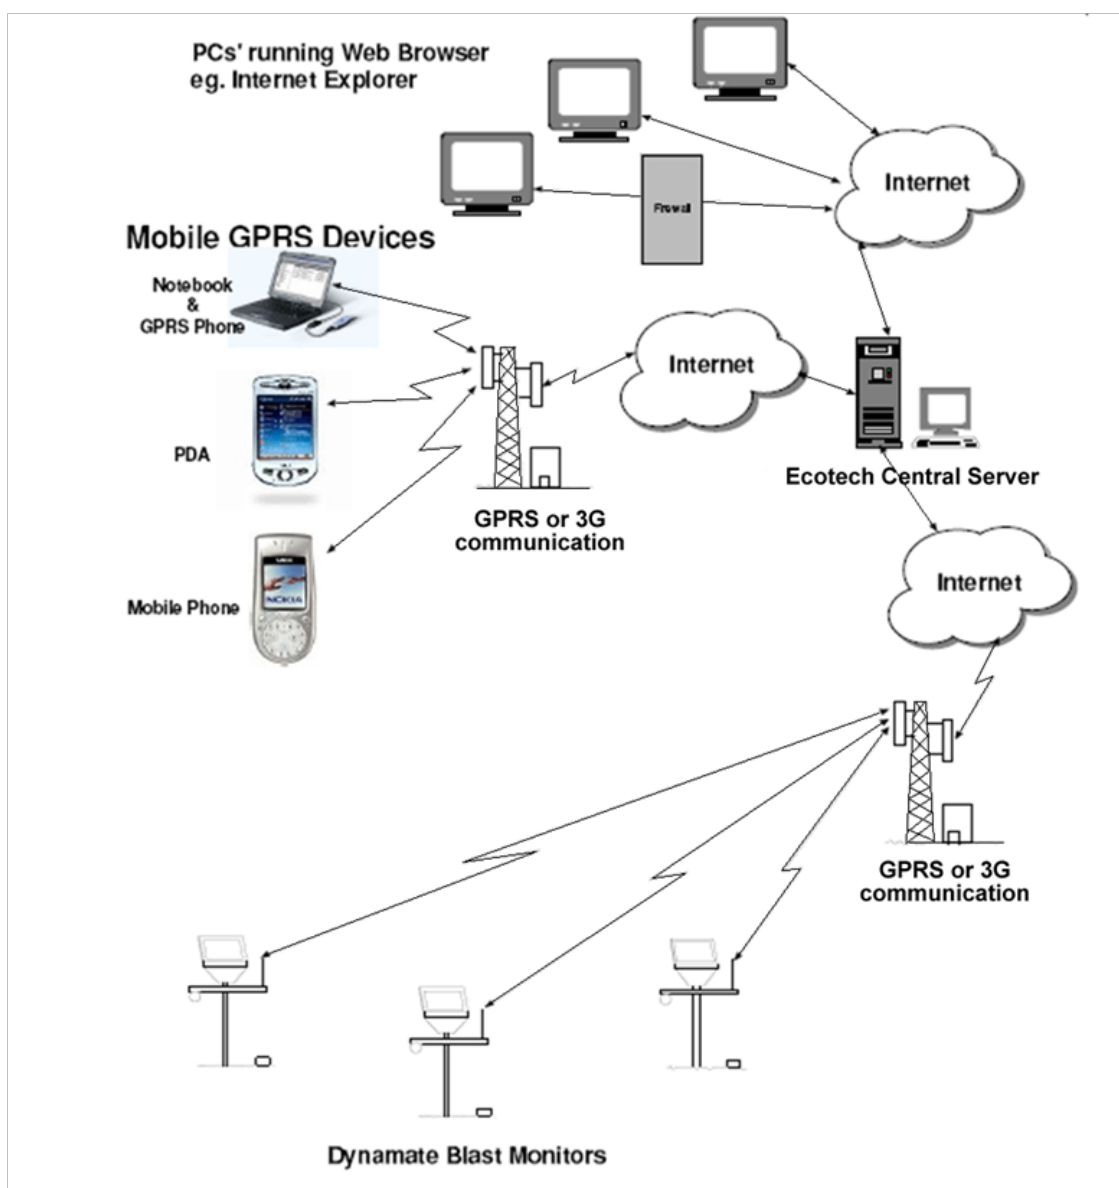 PCs' running Web Browser
eg. Internet Explorer
Internet
Firewall
Mobile GPRS Devices
Notebook
&
GPRS Phone
Internet
PDA
Ecotech Central Server
GPRS or 3G
communication
Internet
NOKIA
NOKIA
Mobile Phone
GPRS or 3G
communication
Dynamate Blast Monitors